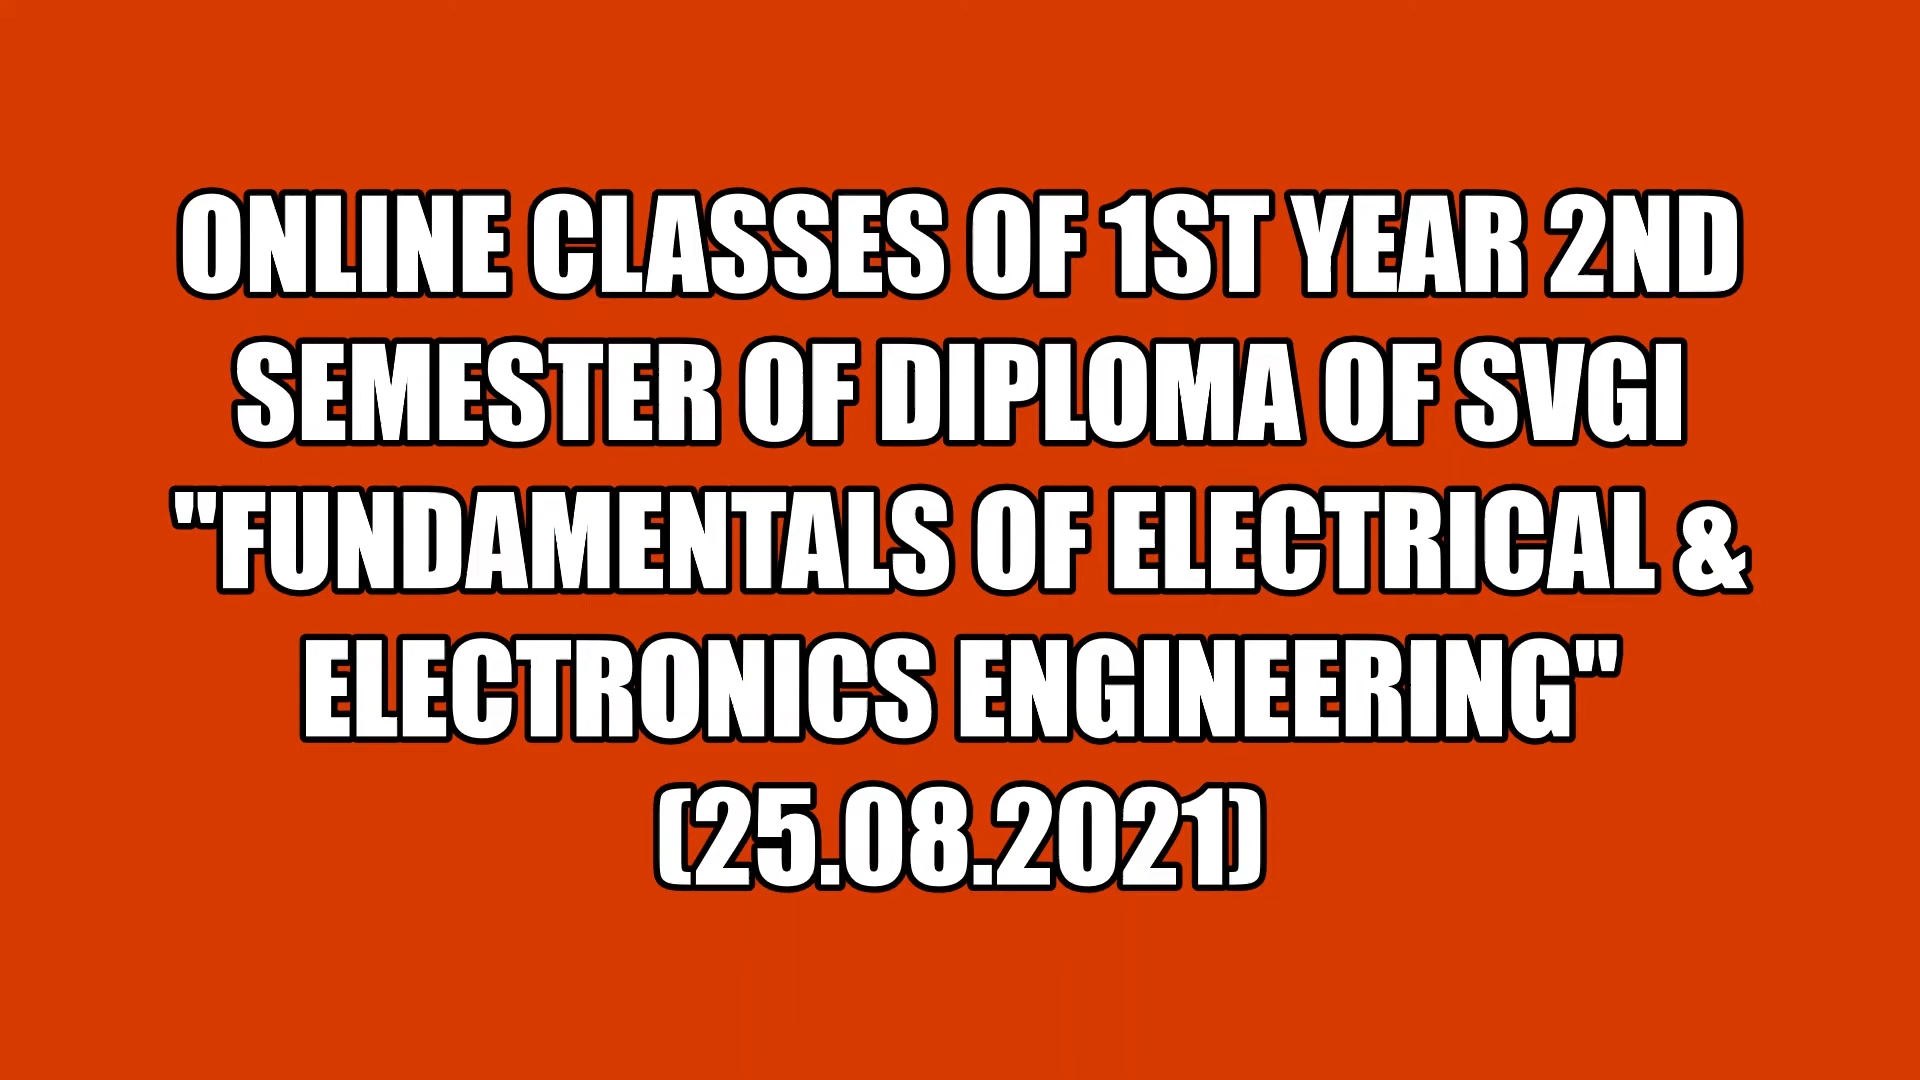 ONLINE CLASSES OF 1ST YEAR 2ND
SEMESTER OF DIPLOMA OF SVGI
"FUNDAMENTALS OF ELECTRICAL &
ELECTRONICS ENGINEERING"
(25.08.2021)